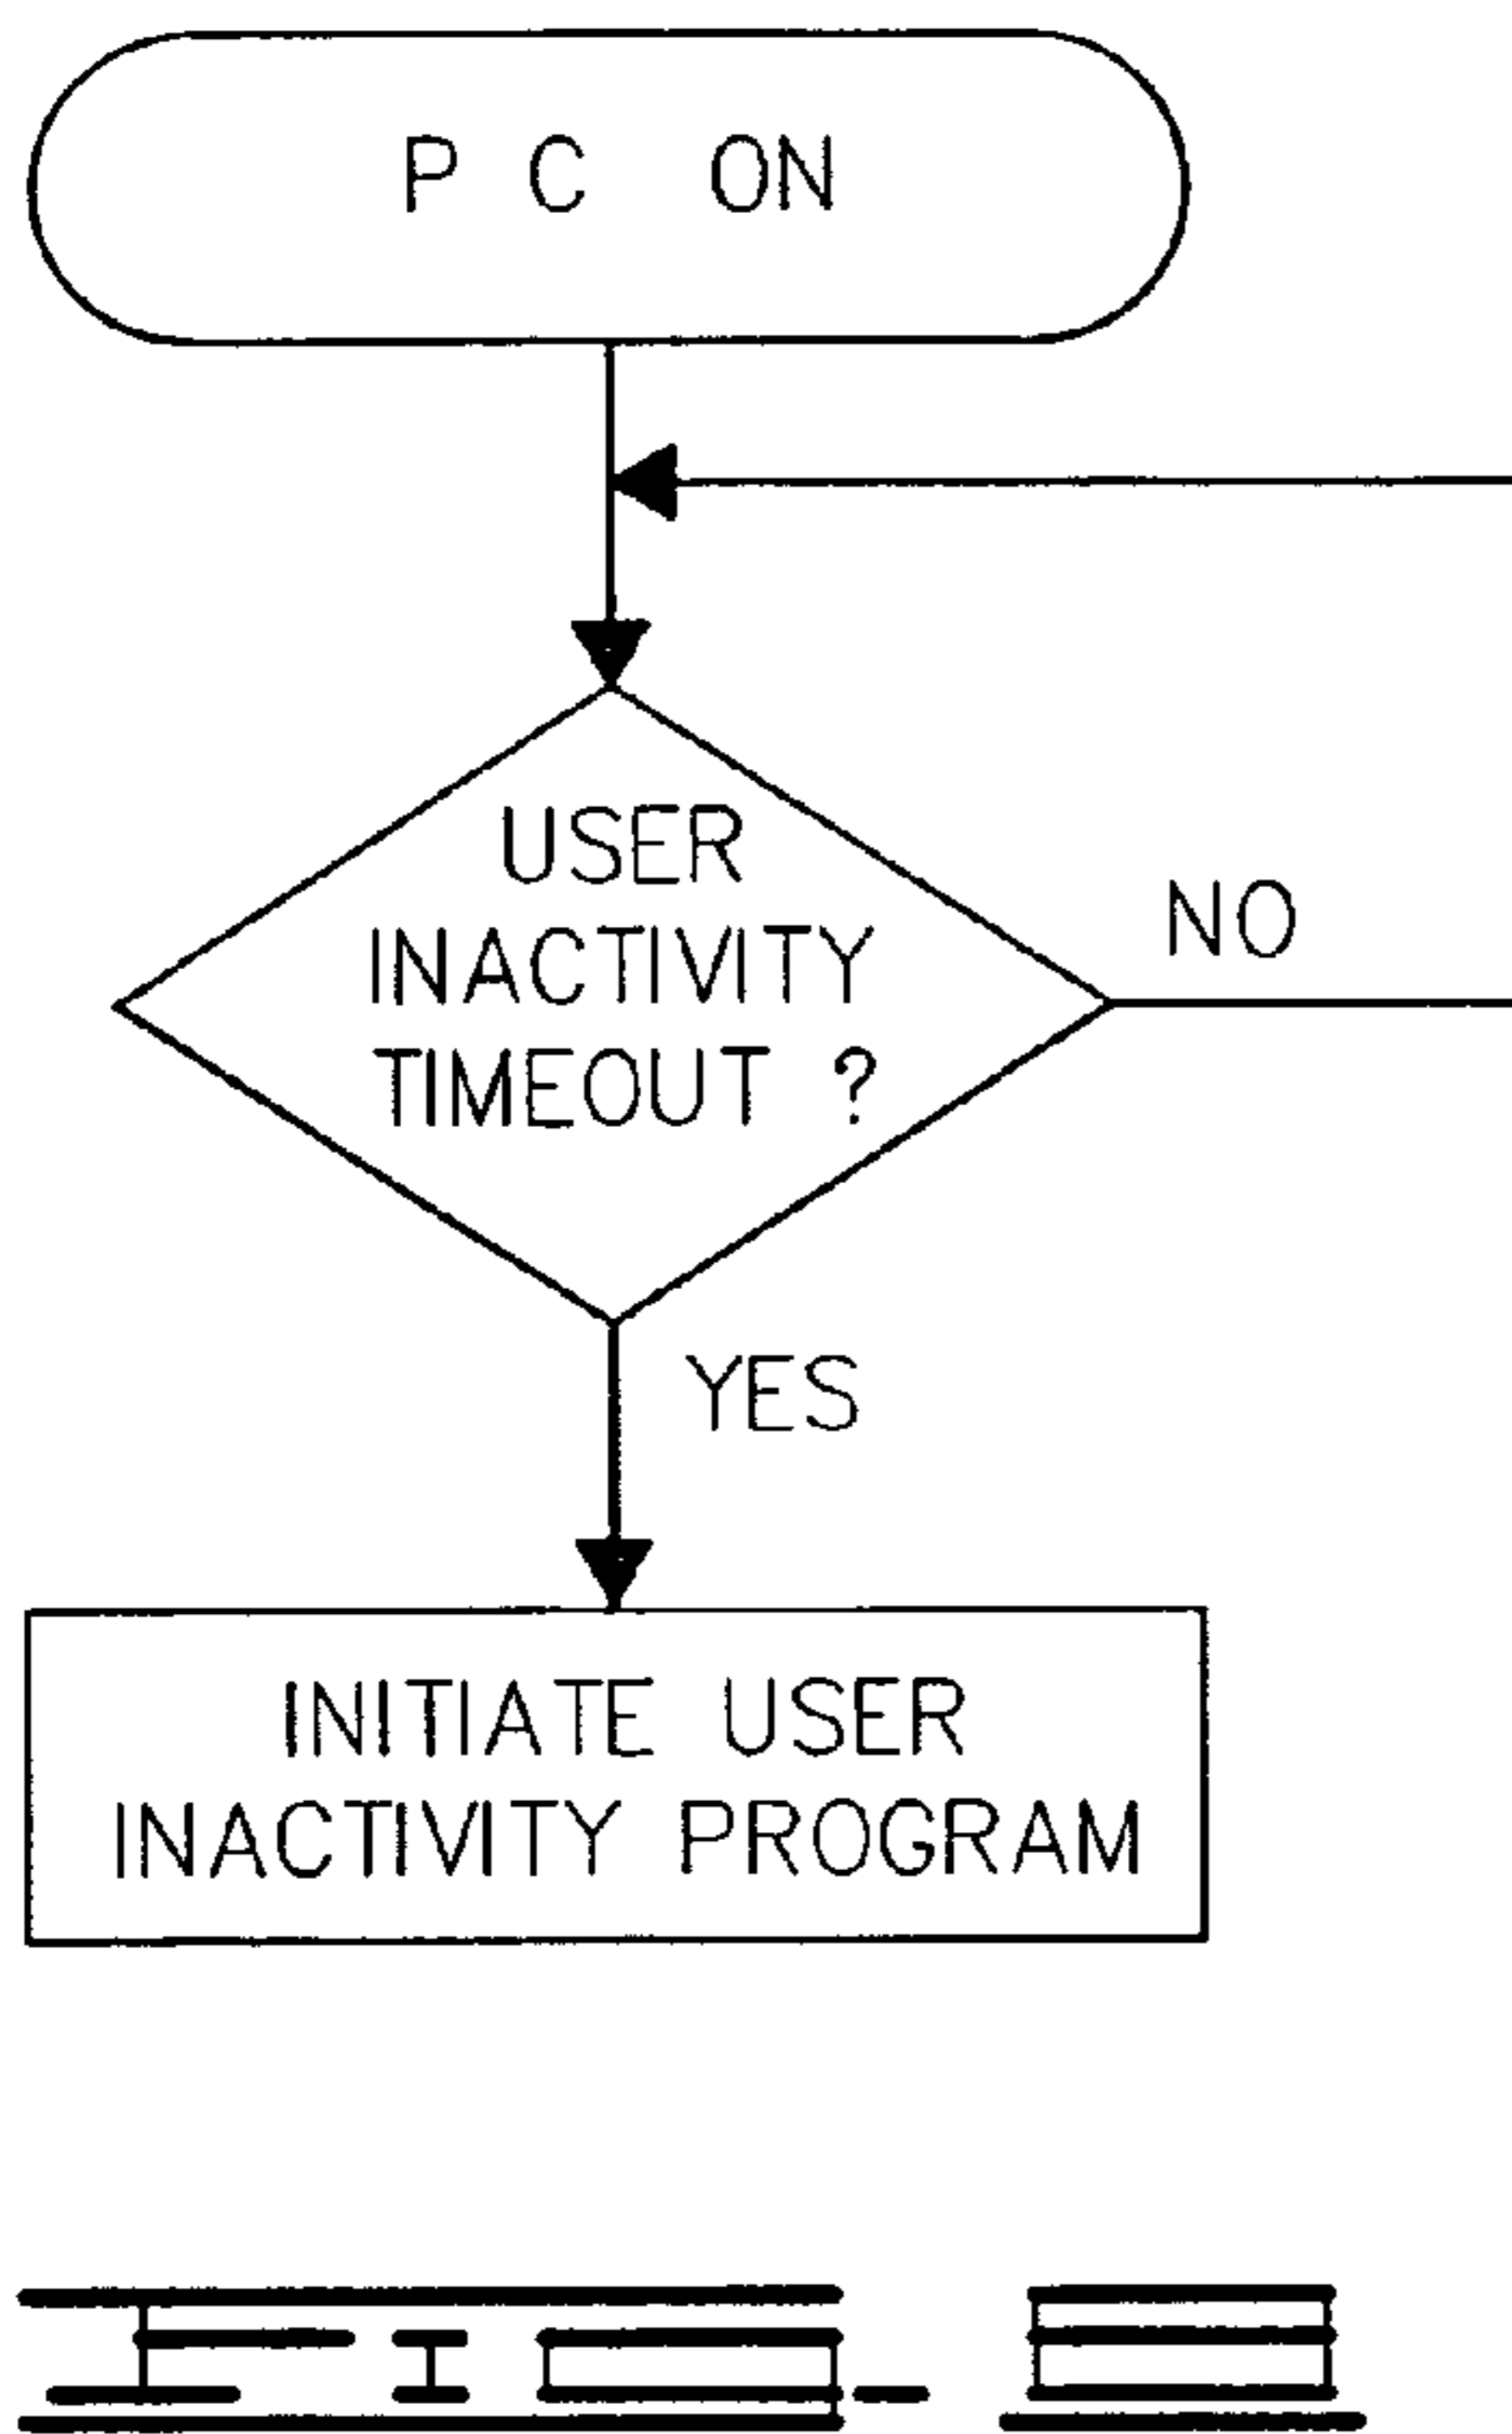 P C ON
USER
INACTIVITY
TIMEOUT ?
NO
YES
INITIATE USER
INACTIVITY PROGRAM